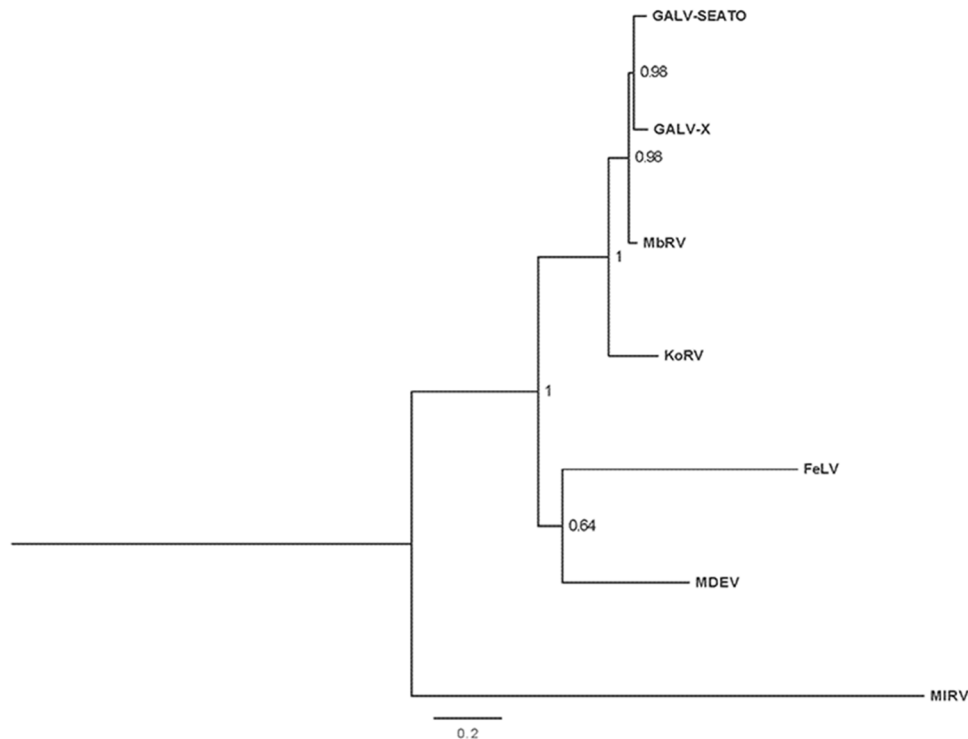 GALV-SEATO
0.98
GALV-X
0.98
MbRV
1
KoRV
1
FeLV
0.64
MDEV
MIRV
0.2